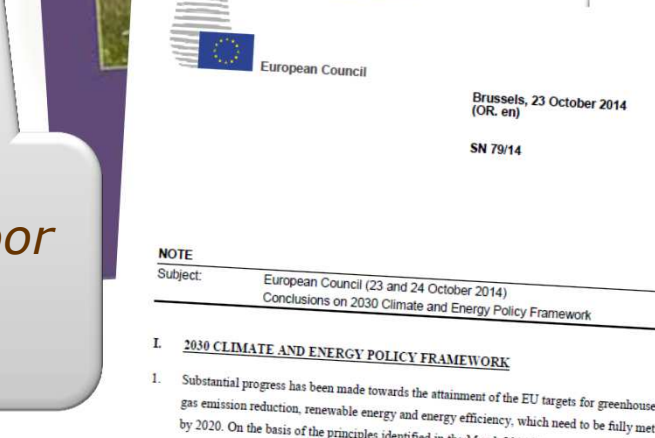 European Council
Brussels, 23 October 2014
(OR. en)
SN 79/14
NOTE
Subject: European Council (23 and 24 October 2014)
Conclusions on 2030 Climate and Energy Policy Framework
I. 2030 CLIMATE AND ENERGY POLICY FRAMEWORK
1. Substantial progress has been made towards the attainment of the EU targets for greenhouse
gas emission reduction, renewable energy and energy efficiency, which need to be fully met
by 2020. On the basis of the principles identified in the